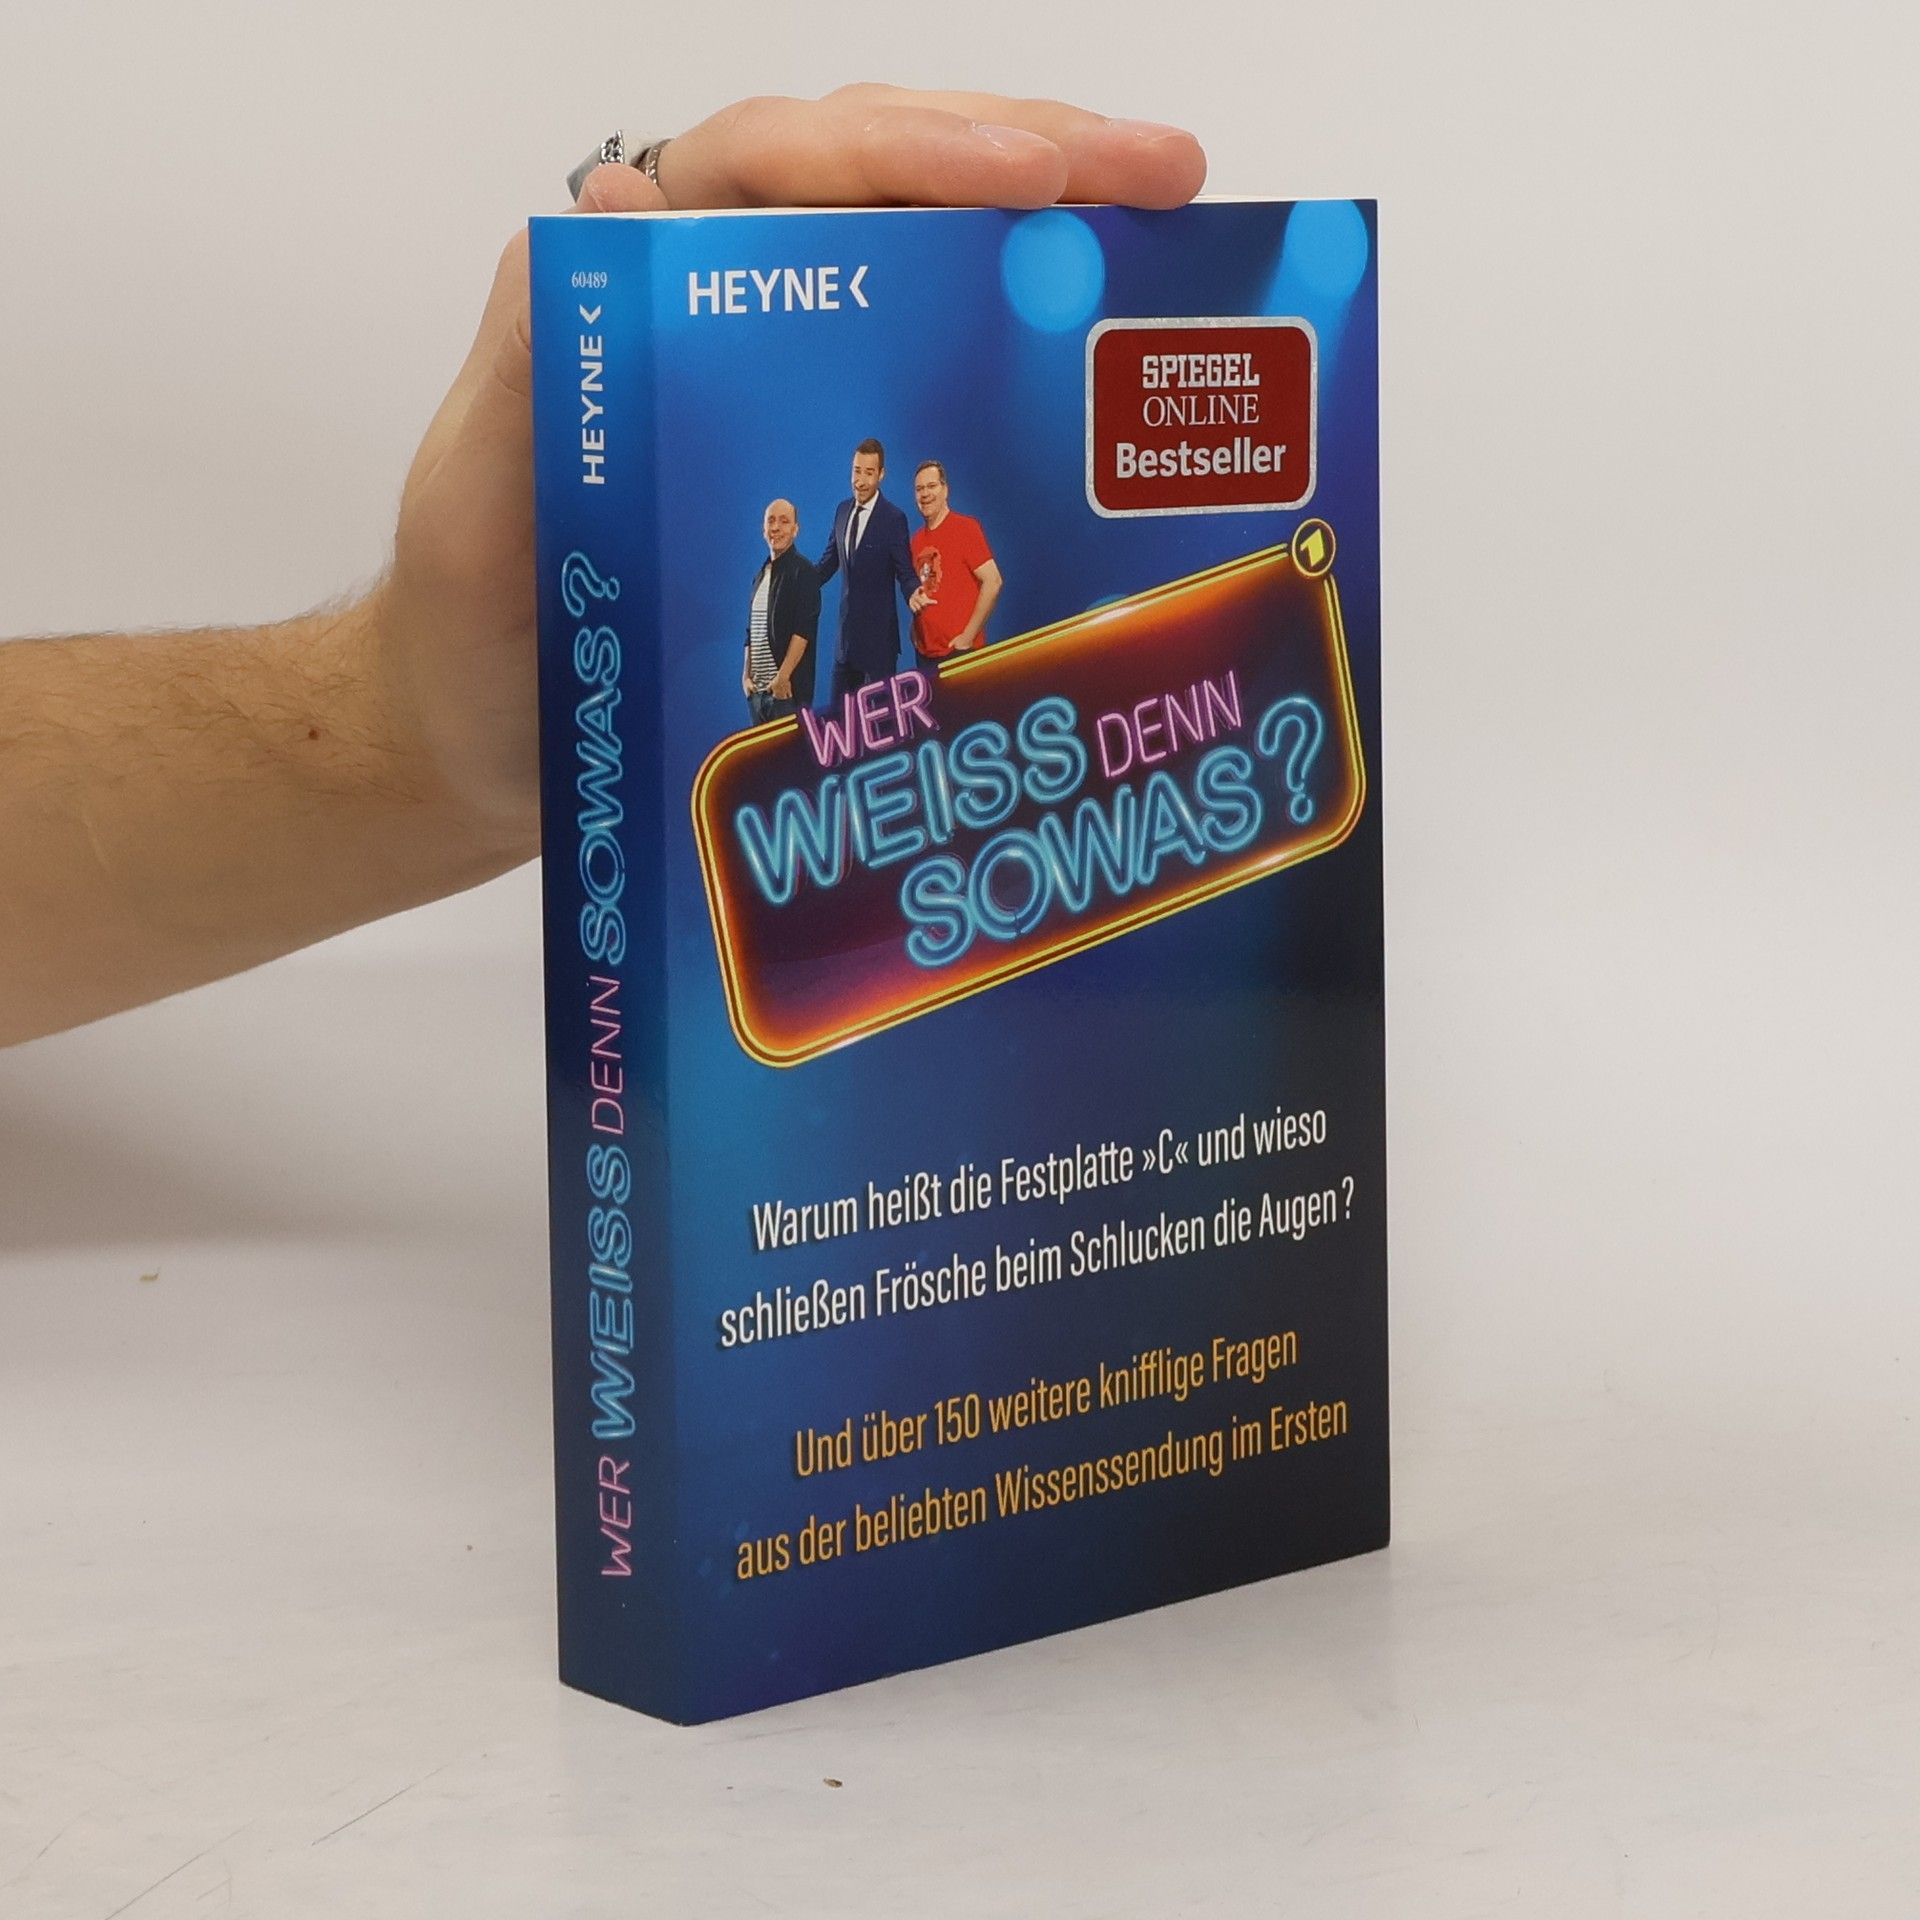 60489
HEYNE
WER WEISS DENN SOWAS?
HEYNE
SPIEGEL
ONLINE
Bestseller
1
WER
WEISS DENN
SOWAS?
Warum heißt die Festplatte »C« und wieso
schließen Frösche beim Schlucken die Augen?
Und über 150 weitere knifflige Fragen
aus der beliebten Wissenssendung im Ersten